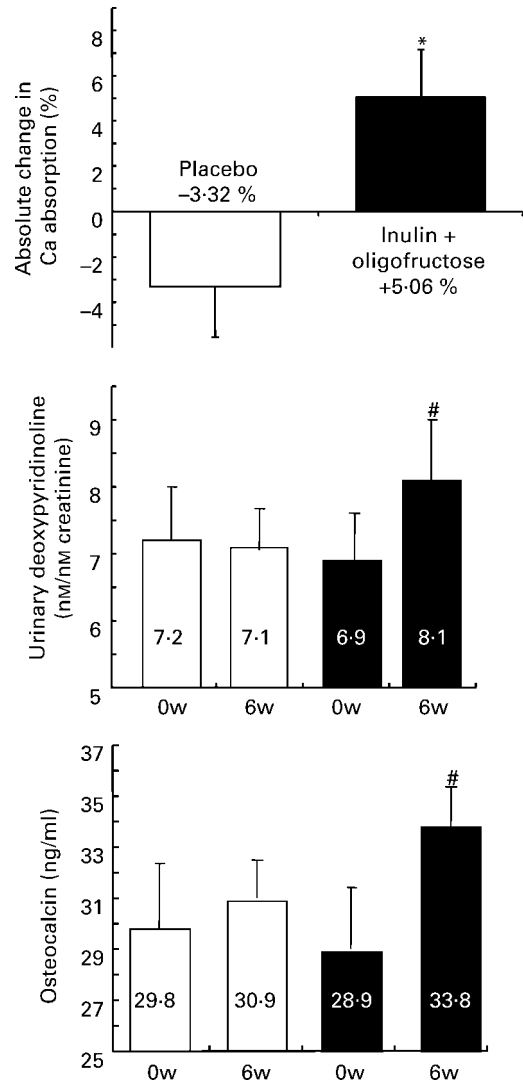 Absolute change in
Ca absorption (%)
8
6
4
2
0
–2
–4
*
Placebo
–3·32 %
Inulin +
oligofructose
+5·06 %
Urinary deoxypyridinoline
(nM/nM creatinine)
9
8
7
6
5
#
7·2
7·1
6·9
8·1
0w
6w
0w
6w
Osteocalcin (ng/ml)
37
35
33
31
29
27
25
#
29·8
30·9
28·9
33·8
0w
6w
0w
6w